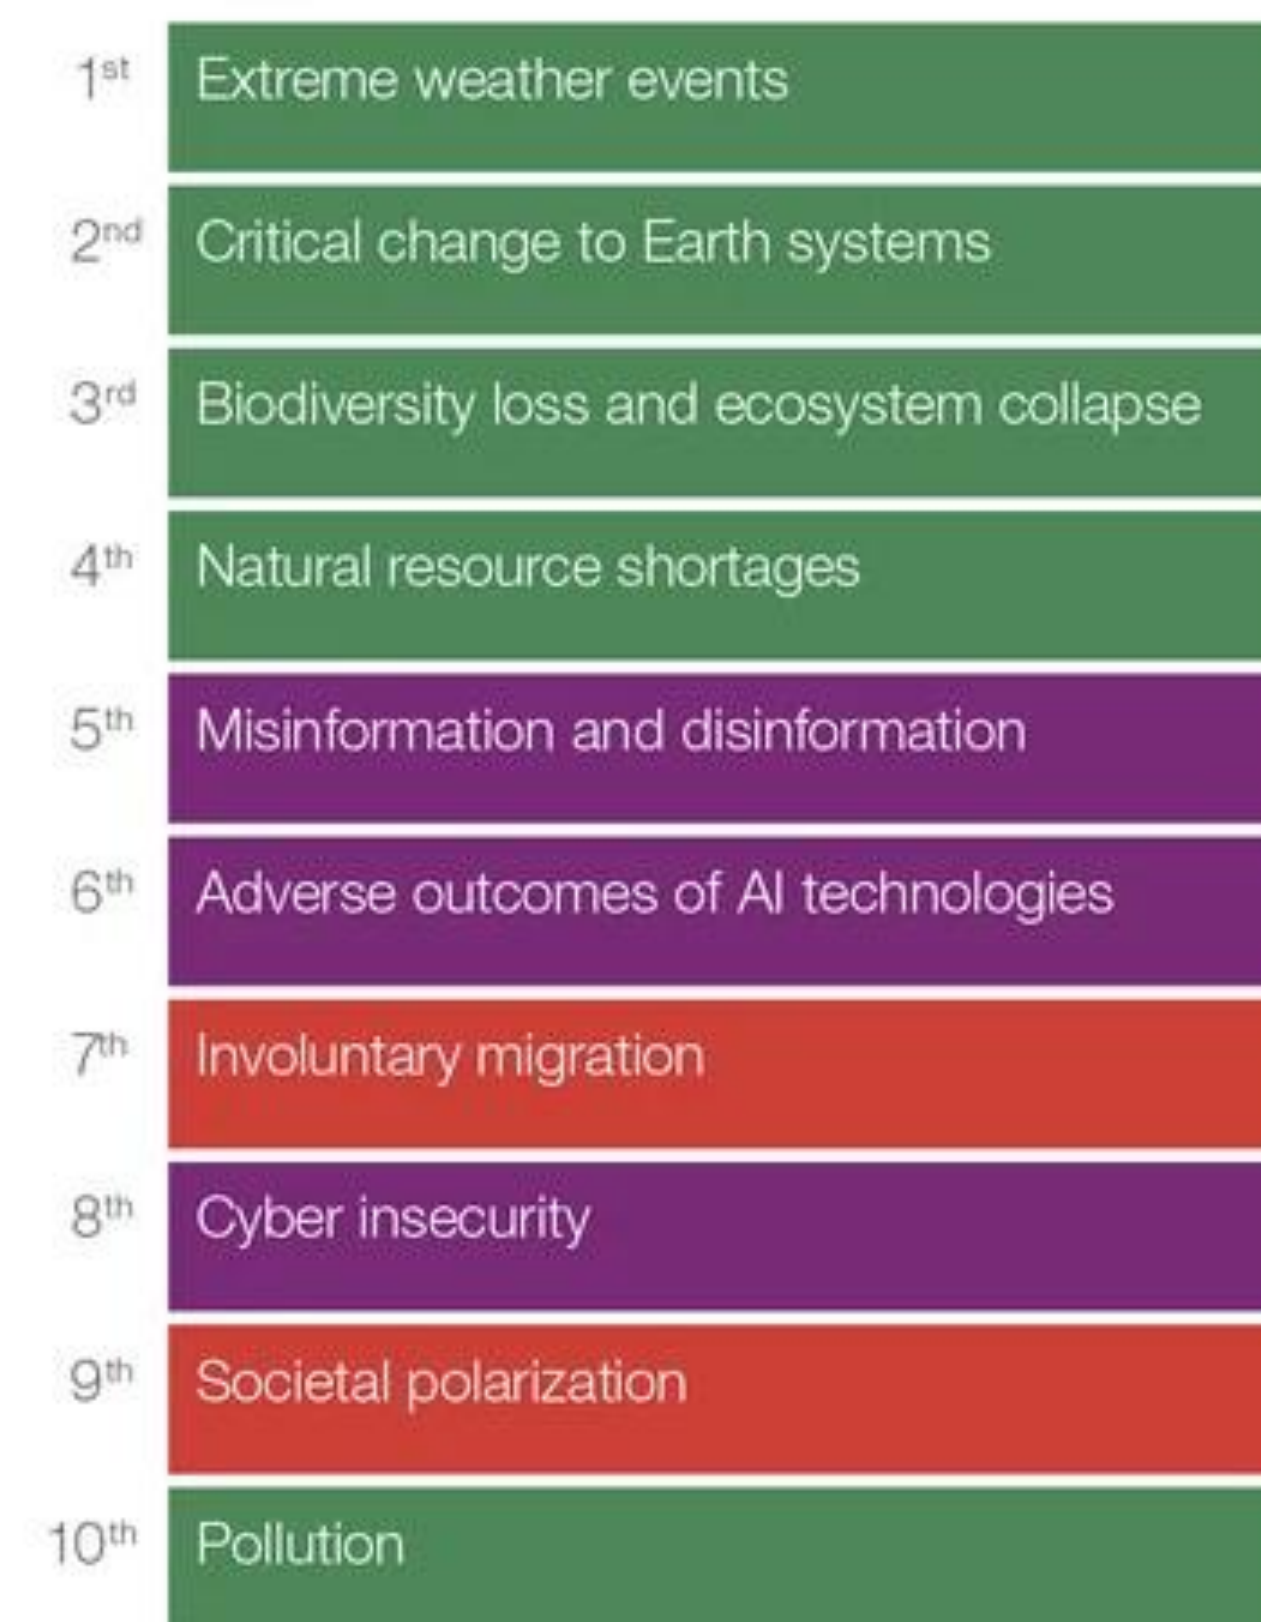 1st Extreme weather events
2nd Critical change to Earth systems
3rd Biodiversity loss and ecosystem collapse
4th Natural resource shortages
5th Misinformation and disinformation
6th Adverse outcomes of AI technologies
7th Involuntary migration
8th Cyber insecurity
9th Societal polarization
10th Pollution